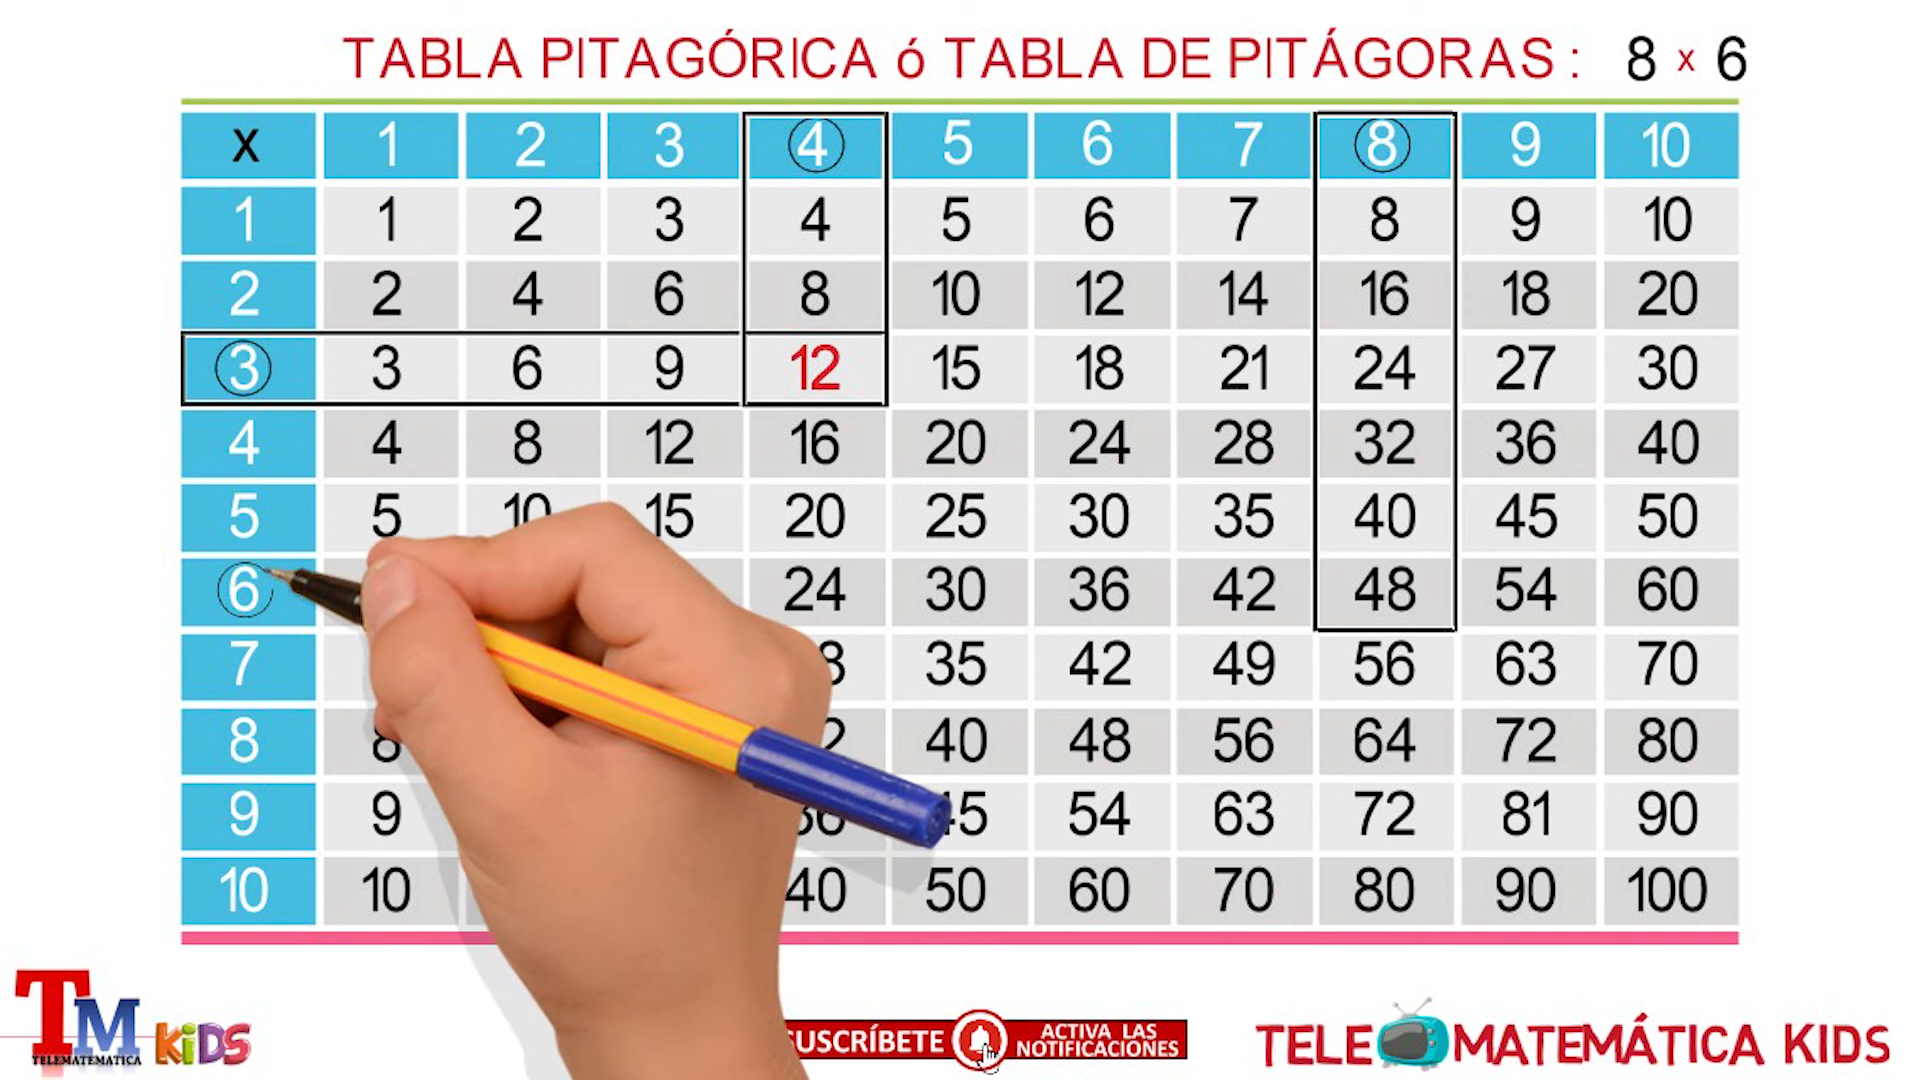 TABLA PITAGÓRICA ó TABLA DE PITÁGORAS : 8 x 6
x 1 2 3 4 5 6 7 8 9 10
1 1 2 3 4 5 6 7 8 9 10
2 2 4 6 8 10 12 14 16 18 20
3 3 6 9 12 15 18 21 24 27 30
4 4 8 12 16 20 24 28 32 36 40
5 5 10 15 20 25 30 35 40 45 50
6 24 30 36 42 48 54 60
7 35 42 49 56 63 70
8 8 40 48 56 64 72 80
9 9 36 45 54 63 72 81 90
10 10 40 50 60 70 80 90 100
TM KiDS
TELEMATEMATICA
SUSCRÍBETE
ACTIVA LAS
NOTIFICACIONES
TELE MATEMÁTICA KIDS